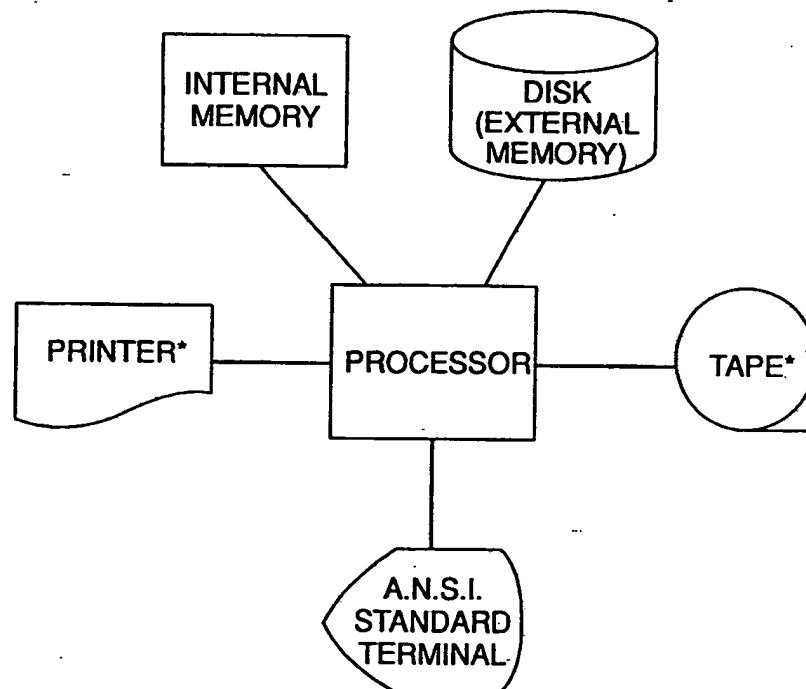 INTERNAL
MEMORY
DISK
(EXTERNAL
MEMORY)
PRINTER*
PROCESSOR
TAPE*
A.N.S.I.
STANDARD
TERMINAL